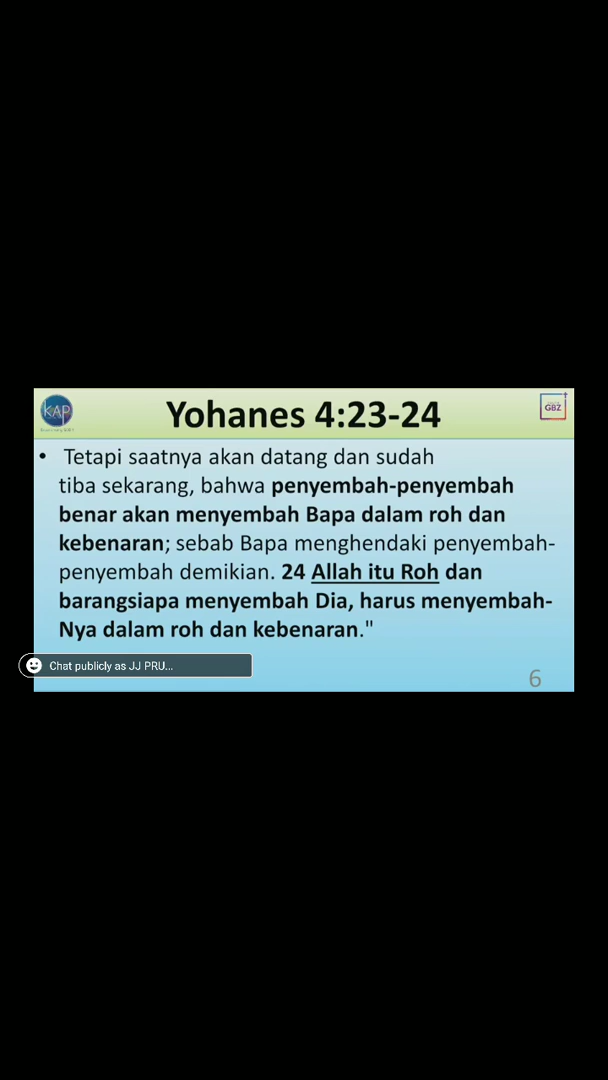 KAP
Yohanes 4:23-24
GBZ
• Tetapi saatnya akan datang dan sudah
tiba sekarang, bahwa penyembah-penyembah
benar akan menyembah Bapa dalam roh dan
kebenaran; sebab Bapa menghendaki penyembah-
penyembah demikian. 24 Allah itu Roh dan
barangsiapa menyembah Dia, harus menyembah-
Nya dalam roh dan kebenaran."
Chat publicly as JJ PRU...
6